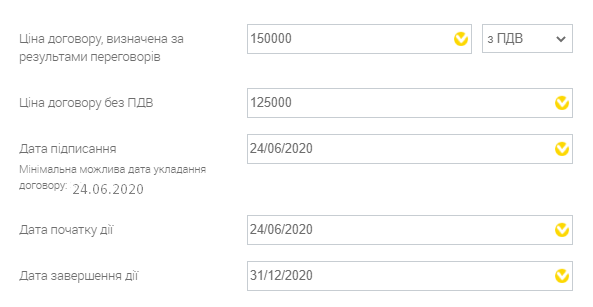 Ціна договору, визначена за
результами переговорів
150000
з ПДВ
Ціна договору без ПДВ
125000
Дата підписання
24/06/2020
Мінімальна можлива дата укладання
договору: 24.06.2020
Дата початку дії
24/06/2020
Дата завершення дії
31/12/2020